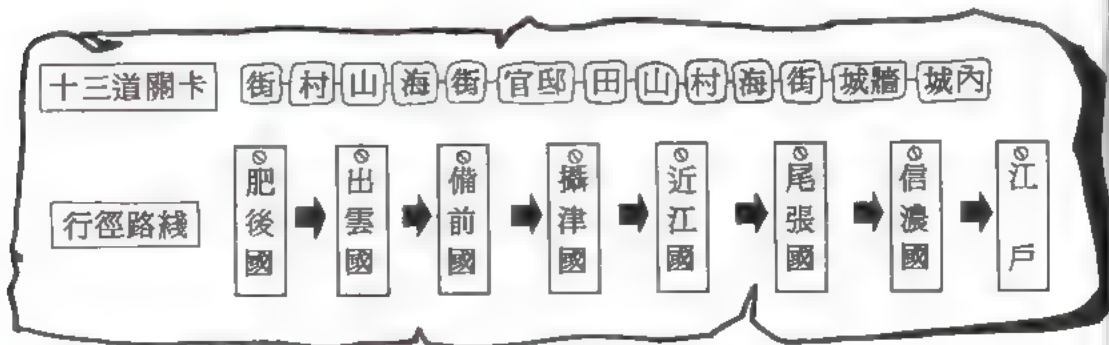 十三道關卡 街 村 山 海 街 官邸 田 山 村 海 街 城牆 城內
行徑路綫 肥後國 出雲國 備前國 攝津國 近江國 尾張國 信濃國 江戶